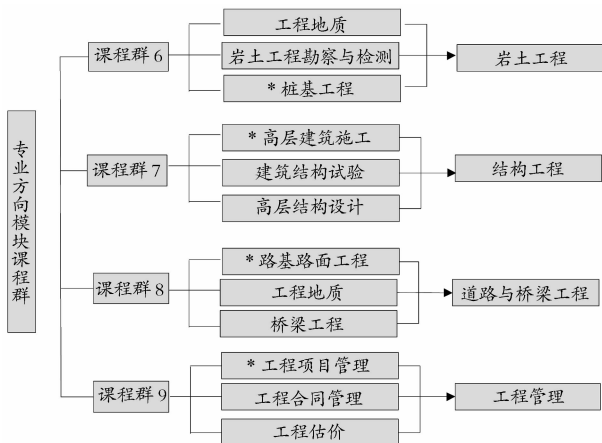 专业方向模块课程群
课程群6
工程地质
岩土工程勘察与检测
*桩基工程
岩土工程
课程群7
*高层建筑施工
建筑结构试验
高层结构设计
结构工程
课程群8
*路基路面工程
工程地质
桥梁工程
道路与桥梁工程
课程群9
*工程项目管理
工程合同管理
工程估价
工程管理